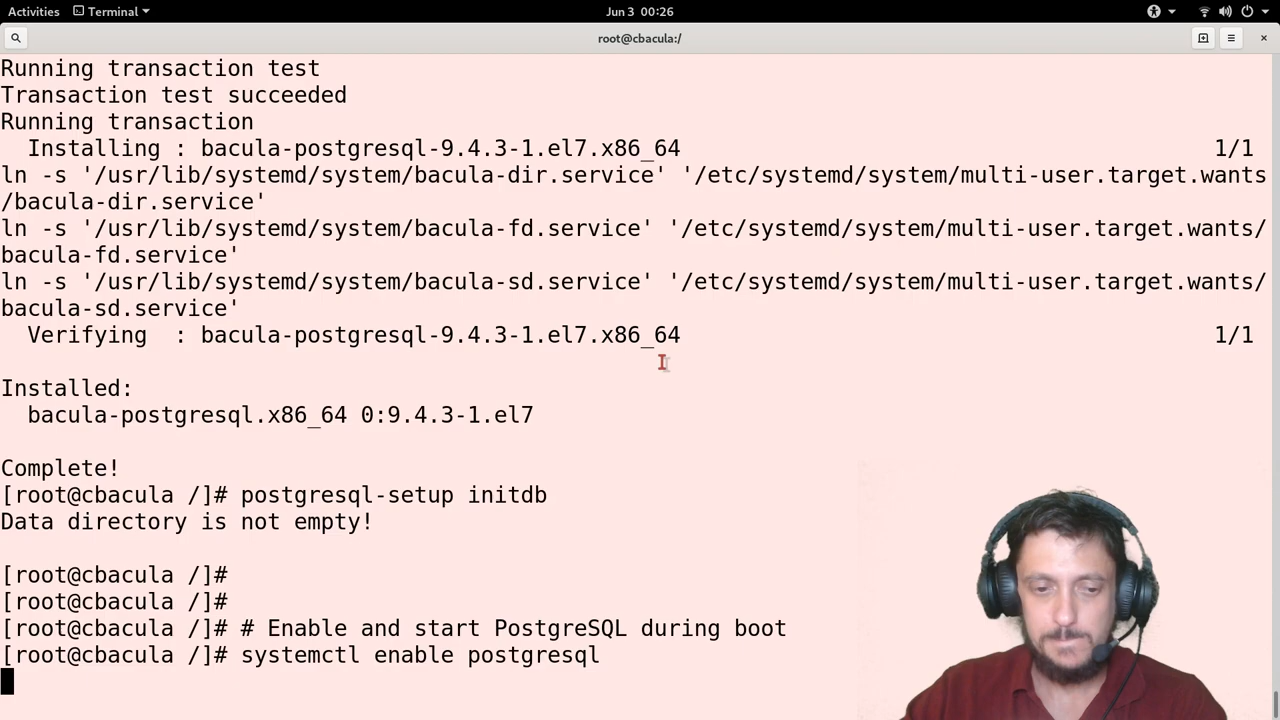 Activities Terminal Jun 3 00:26
root@cbacula:/
Running transaction test
Transaction test succeeded
Running transaction
  Installing : bacula-postgresql-9.4.3-1.el7.x86_64 1/1
ln -s '/usr/lib/systemd/system/bacula-dir.service' '/etc/systemd/system/multi-user.target.wants
/bacula-dir.service'
ln -s '/usr/lib/systemd/system/bacula-fd.service' '/etc/systemd/system/multi-user.target.wants/
bacula-fd.service'
ln -s '/usr/lib/systemd/system/bacula-sd.service' '/etc/systemd/system/multi-user.target.wants/
bacula-sd.service'
  Verifying  : bacula-postgresql-9.4.3-1.el7.x86_64 1/1
Installed:
  bacula-postgresql.x86_64 0:9.4.3-1.el7
Complete!
[root@cbacula /]# postgresql-setup initdb
Data directory is not empty!
[root@cbacula /]#
[root@cbacula /]#
[root@cbacula /]# # Enable and start PostgreSQL during boot
[root@cbacula /]# systemctl enable postgresql